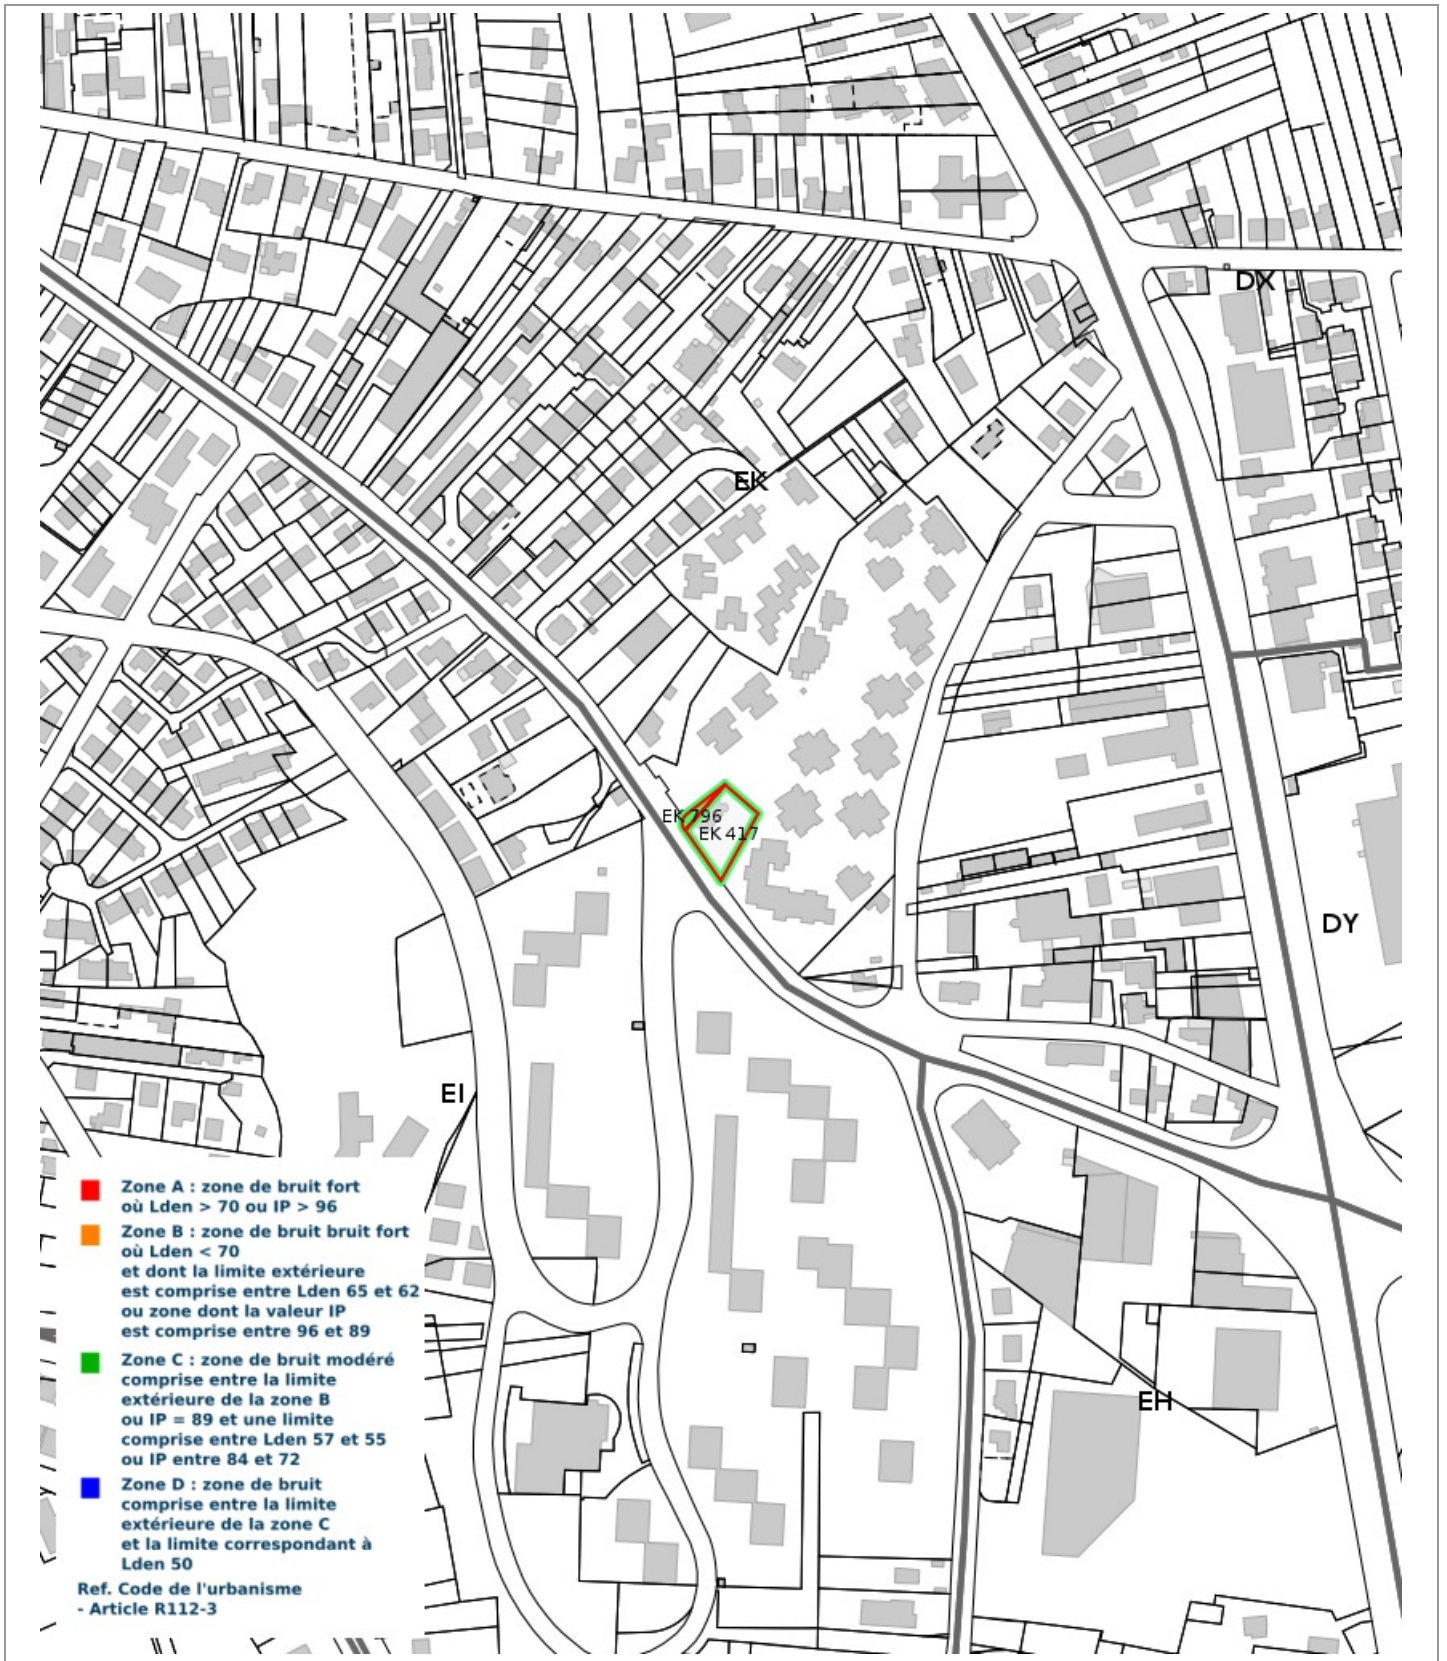 DX
EK
EK 796
EK 417
DY
EI
EH
Zone A : zone de bruit fort
où Lden > 70 ou IP > 96
Zone B : zone de bruit bruit fort
où Lden < 70
et dont la limite extérieure
est comprise entre Lden 65 et 62
ou zone dont la valeur IP
est comprise entre 96 et 89
Zone C : zone de bruit modéré
comprise entre la limite
extérieure de la zone B
ou IP = 89 et une limite
comprise entre Lden 57 et 55
ou IP entre 84 et 72
Zone D : zone de bruit
comprise entre la limite
extérieure de la zone C
et la limite correspondant à
Lden 50
Ref. Code de l'urbanisme
- Article R112-3